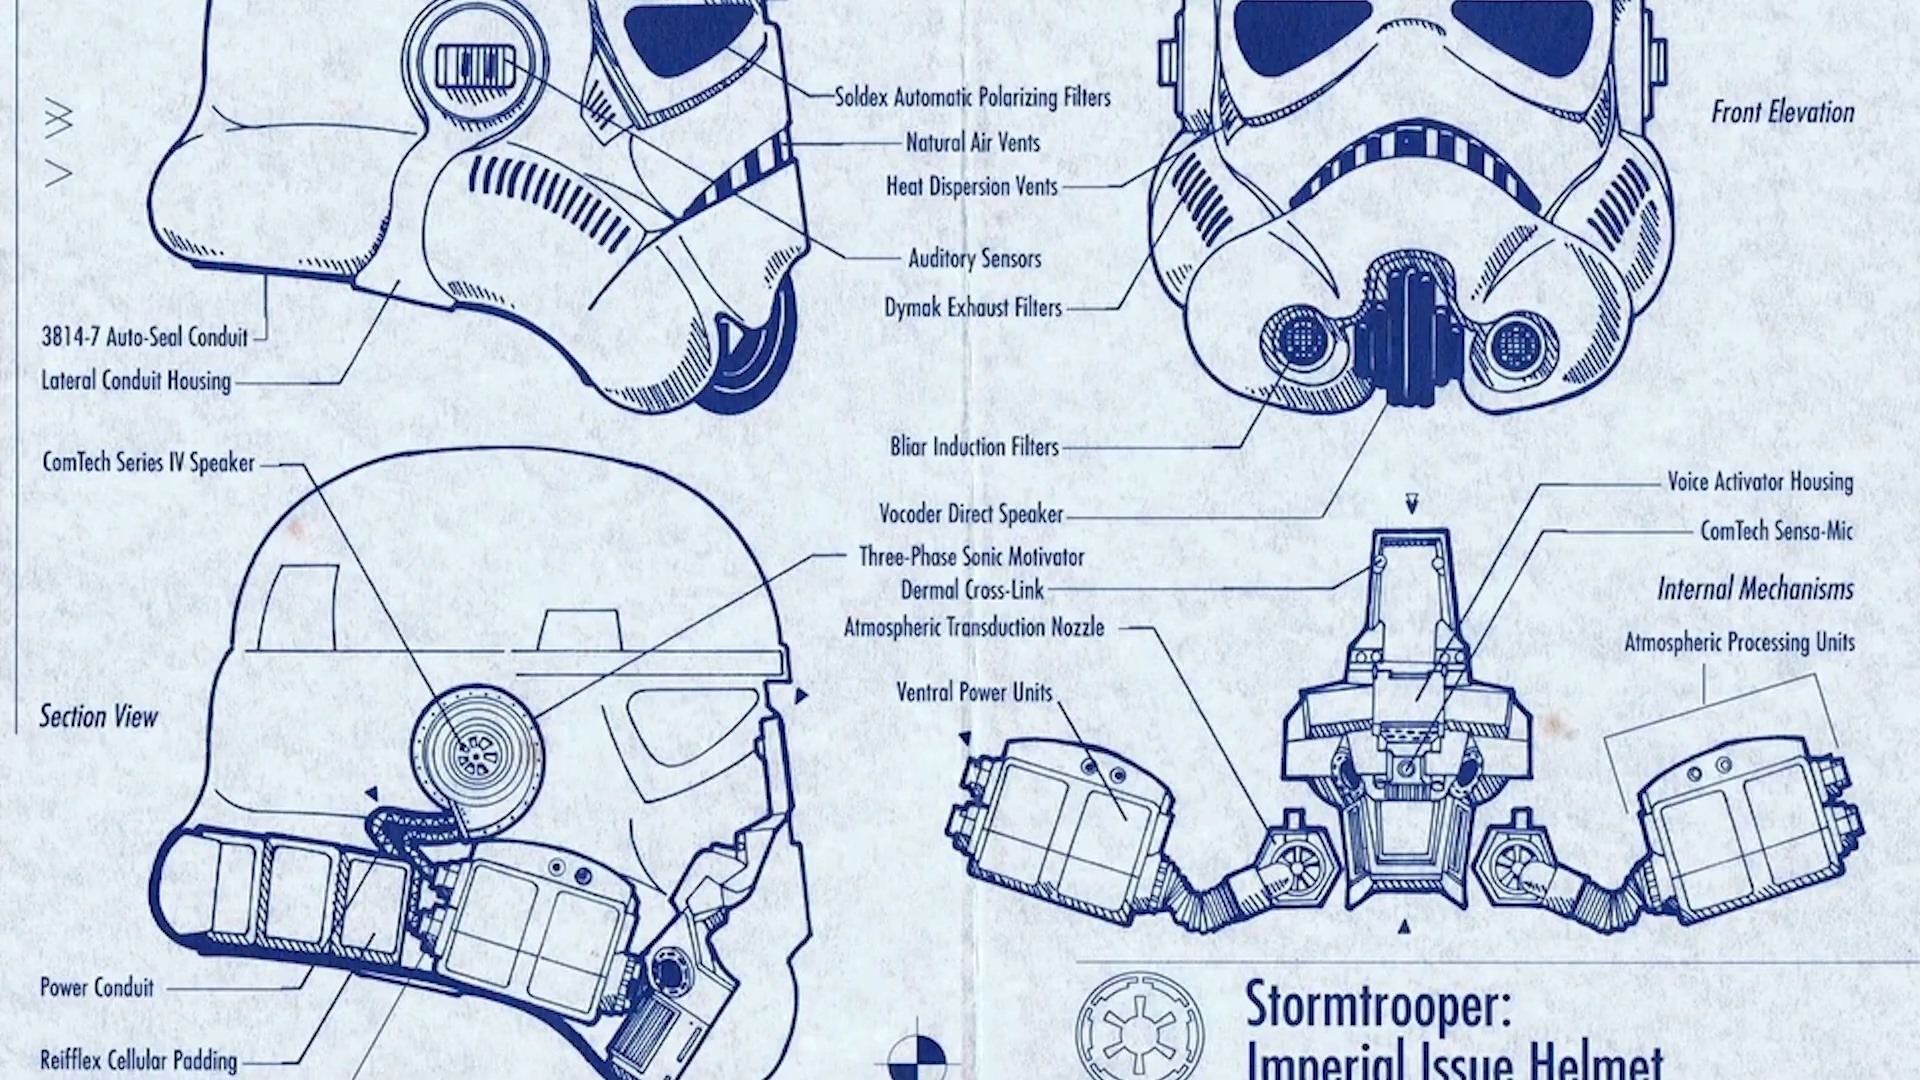 Soldex Automatic Polarizing Filters
Natural Air Vents
Heat Dispersion Vents
Auditory Sensors
Dymak Exhaust Filters
Front Elevation
3814-7 Auto-Seal Conduit
Lateral Conduit Housing
Bliar Induction Filters
ComTech Series IV Speaker
Vocoder Direct Speaker
Three-Phase Sonic Motivator
Dermal Cross-Link
Atmospheric Transduction Nozzle
Ventral Power Units
Voice Activator Housing
ComTech Sensa-Mic
Internal Mechanisms
Atmospheric Processing Units
Section View
Power Conduit
Reifflex Cellular Padding
Stormtrooper:
Imperial Issue Helmet